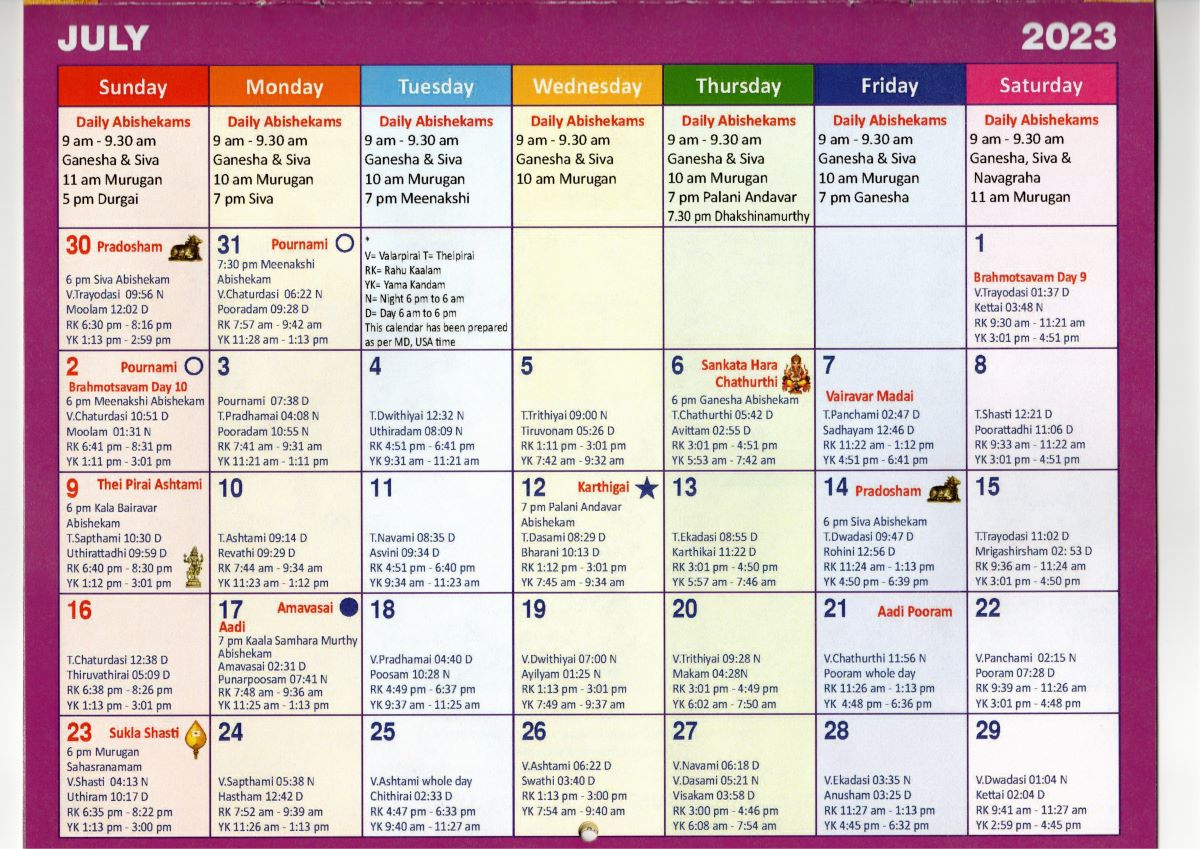 JULY
2023
Sunday
Monday
Tuesday
Wednesday
Thursday
Friday
Saturday
Daily Abishekams
9 am - 9.30 am
Ganesha & Siva
11 am Murugan
5 pm Durgai
Daily Abishekams
9 am - 9.30 am
Ganesha & Siva
10 am Murugan
7 pm Siva
Daily Abishekams
9 am - 9.30 am
Ganesha & Siva
10 am Murugan
7 pm Meenakshi
Daily Abishekams
9 am - 9.30 am
Ganesha & Siva
10 am Murugan
Daily Abishekams
9 am - 9.30 am
Ganesha & Siva
10 am Murugan
7 pm Palani Andavar
7.30 pm Dhakshinamurthy
Daily Abishekams
9 am - 9.30 am
Ganesha & Siva
10 am Murugan
7 pm Ganesha
Daily Abishekams
9 am - 9.30 am
Ganesha, Siva &
Navagraha
11 am Murugan
30 Pradosham
6 pm Siva Abishekam
V.Trayodasi 09:56 N
Moolam 12:02 D
RK 6:30 pm - 8:16 pm
YK 1:13 pm - 2:59 pm
31 Pournami
7:30 pm Meenakshi
Abishekam
V.Chaturdasi 06:22 N
Pooradam 09:28 D
RK 7:57 am - 9:42 am
YK 11:28 am - 1:13 pm
*
V= Valarpirai T= Theipirai
RK= Rahu Kaalam
YK= Yama Kandam
N= Night 6 pm to 6 am
D= Day 6 am to 6 pm
This calendar has been prepared
as per MD, USA time
1
Brahmotsavam Day 9
V.Trayodasi 01:37 D
Kettai 03:48 N
RK 9:30 am - 11:21 am
YK 3:01 pm - 4:51 pm
2 Pournami
Brahmotsavam Day 10
6 pm Meenakshi Abishekam
V.Chaturdasi 10:51 D
Moolam 01:31 N
RK 6:41 pm - 8:31 pm
YK 1:11 pm - 3:01 pm
3
Pournami 07:38 D
T.Pradhamai 04:08 N
Pooradam 10:55 N
RK 7:41 am - 9:31 am
YK 11:21 am - 1:11 pm
4
T.Dwithiyai 12:32 N
Uthiradam 08:09 N
RK 4:51 pm - 6:41 pm
YK 9:31 am - 11:21 am
5
T.Trithiyai 09:00 N
Tiruvonam 05:26 D
RK 1:11 pm - 3:01 pm
YK 7:42 am - 9:32 am
6 Sankata Hara
Chathurthi
6 pm Ganesha Abishekam
T.Chathurthi 05:42 D
Avittam 02:55 D
RK 3:01 pm - 4:51 pm
YK 5:53 am - 7:42 am
7
Vairavar Madai
T.Panchami 02:47 D
Sadhayam 12:46 D
RK 11:22 am - 1:12 pm
YK 4:51 pm - 6:41 pm
8
T.Shasti 12:21 D
Poorattadhi 11:06 D
RK 9:33 am - 11:22 am
YK 3:01 pm - 4:51 pm
9 Thei Pirai Ashtami
6 pm Kala Bairavar
Abishekam
T.Sapthami 10:30 D
Uthirattadhi 09:59 D
RK 6:40 pm - 8:30 pm
YK 1:12 pm - 3:01 pm
10
T.Ashtami 09:14 D
Revathi 09:29 D
RK 7:44 am - 9:34 am
YK 11:23 am - 1:12 pm
11
T.Navami 08:35 D
Asvini 09:34 D
RK 4:51 pm - 6:40 pm
YK 9:34 am - 11:23 am
12 Karthigai
7 pm Palani Andavar
Abishekam
T.Dasami 08:29 D
Bharani 10:13 D
RK 1:12 pm - 3:01 pm
YK 7:45 am - 9:34 am
13
T.Ekadasi 08:55 D
Karthikai 11:22 D
RK 3:01 pm - 4:50 pm
YK 5:57 am - 7:46 am
14 Pradosham
6 pm Siva Abishekam
T.Dwadasi 09:47 D
Rohini 12:56 D
RK 11:24 am - 1:13 pm
YK 4:50 pm - 6:39 pm
15
T.Trayodasi 11:02 D
Mrigashirsham 02: 53 D
RK 9:36 am - 11:24 am
YK 3:01 pm - 4:50 pm
16
T.Chaturdasi 12:38 D
Thiruvathirai 05:09 D
RK 6:38 pm - 8:26 pm
YK 1:13 pm - 3:01 pm
17 Amavasai
Aadi
7 pm Kaala Samhara Murthy
Abishekam
Amavasai 02:31 D
Punarpoosam 07:41 N
RK 7:48 am - 9:36 am
YK 11:25 am - 1:13 pm
18
V.Pradhamai 04:40 D
Poosam 10:28 N
RK 4:49 pm - 6:37 pm
YK 9:37 am - 11:25 am
19
V.Dwithiyai 07:00 N
Ayilyam 01:25 N
RK 1:13 pm - 3:01 pm
YK 7:49 am - 9:37 am
20
V.Trithiyai 09:28 N
Makam 04:28N
RK 3:01 pm - 4:49 pm
YK 6:02 am - 7:50 am
21 Aadi Pooram
V.Chathurthi 11:56 N
Pooram whole day
RK 11:26 am - 1:13 pm
YK 4:48 pm - 6:36 pm
22
V.Panchami 02:15 N
Pooram 07:28 D
RK 9:39 am - 11:26 am
YK 3:01 pm - 4:48 pm
23 Sukla Shasti
6 pm Murugan
Sahasranamam
V.Shasti 04:13 N
Uthiram 10:17 D
RK 6:35 pm - 8:22 pm
YK 1:13 pm - 3:00 pm
24
V.Sapthami 05:38 N
Hastham 12:42 D
RK 7:52 am - 9:39 am
YK 11:26 am - 1:13 pm
25
V.Ashtami whole day
Chithirai 02:33 D
RK 4:47 pm - 6:33 pm
YK 9:40 am - 11:27 am
26
V.Ashtami 06:22 D
Swathi 03:40 D
RK 1:13 pm - 3:00 pm
YK 7:54 am - 9:40 am
27
V.Navami 06:18 D
V.Dasami 05:21 N
Visakam 03:58 D
RK 3:00 pm - 4:46 pm
YK 6:08 am - 7:54 am
28
V.Ekadasi 03:35 N
Anusham 03:25 D
RK 11:27 am - 1:13 pm
YK 4:45 pm - 6:32 pm
29
V.Dwadasi 01:04 N
Kettai 02:04 D
RK 9:41 am - 11:27 am
YK 2:59 pm - 4:45 pm